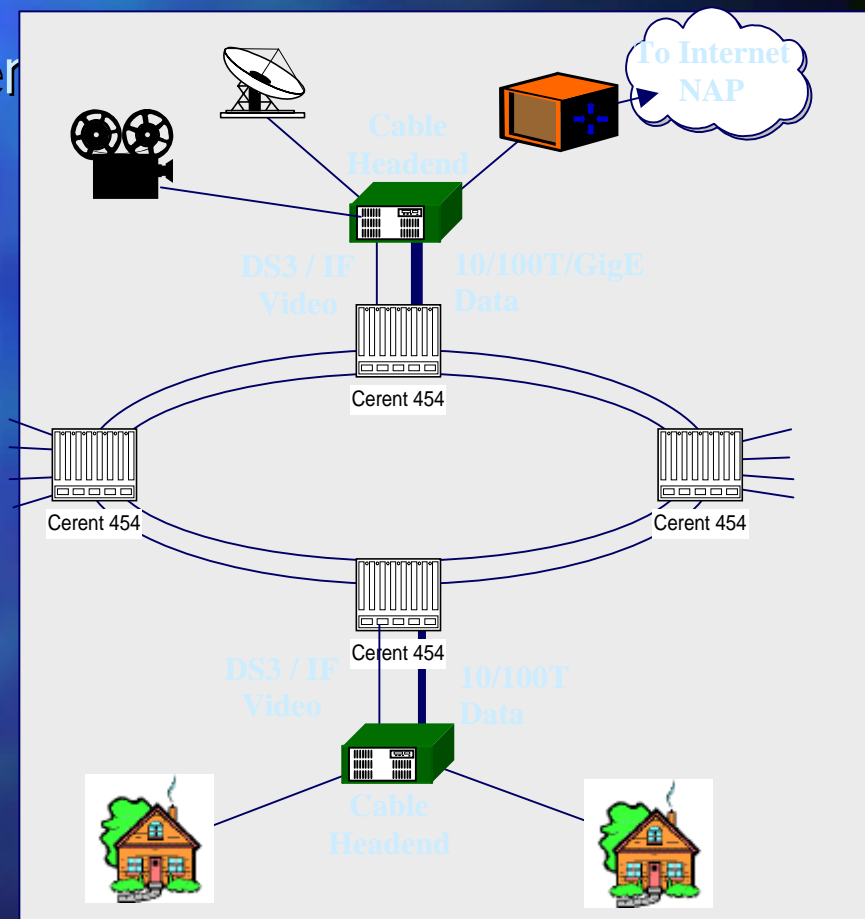 To Internet
NAP
Cable
Headend
DS3 / IF
Video
10/100T/GigE
Data
Cerent 454
Cerent 454
Cerent 454
Cerent 454
DS3 / IF
Video
10/100T
Data
Cable
Headend